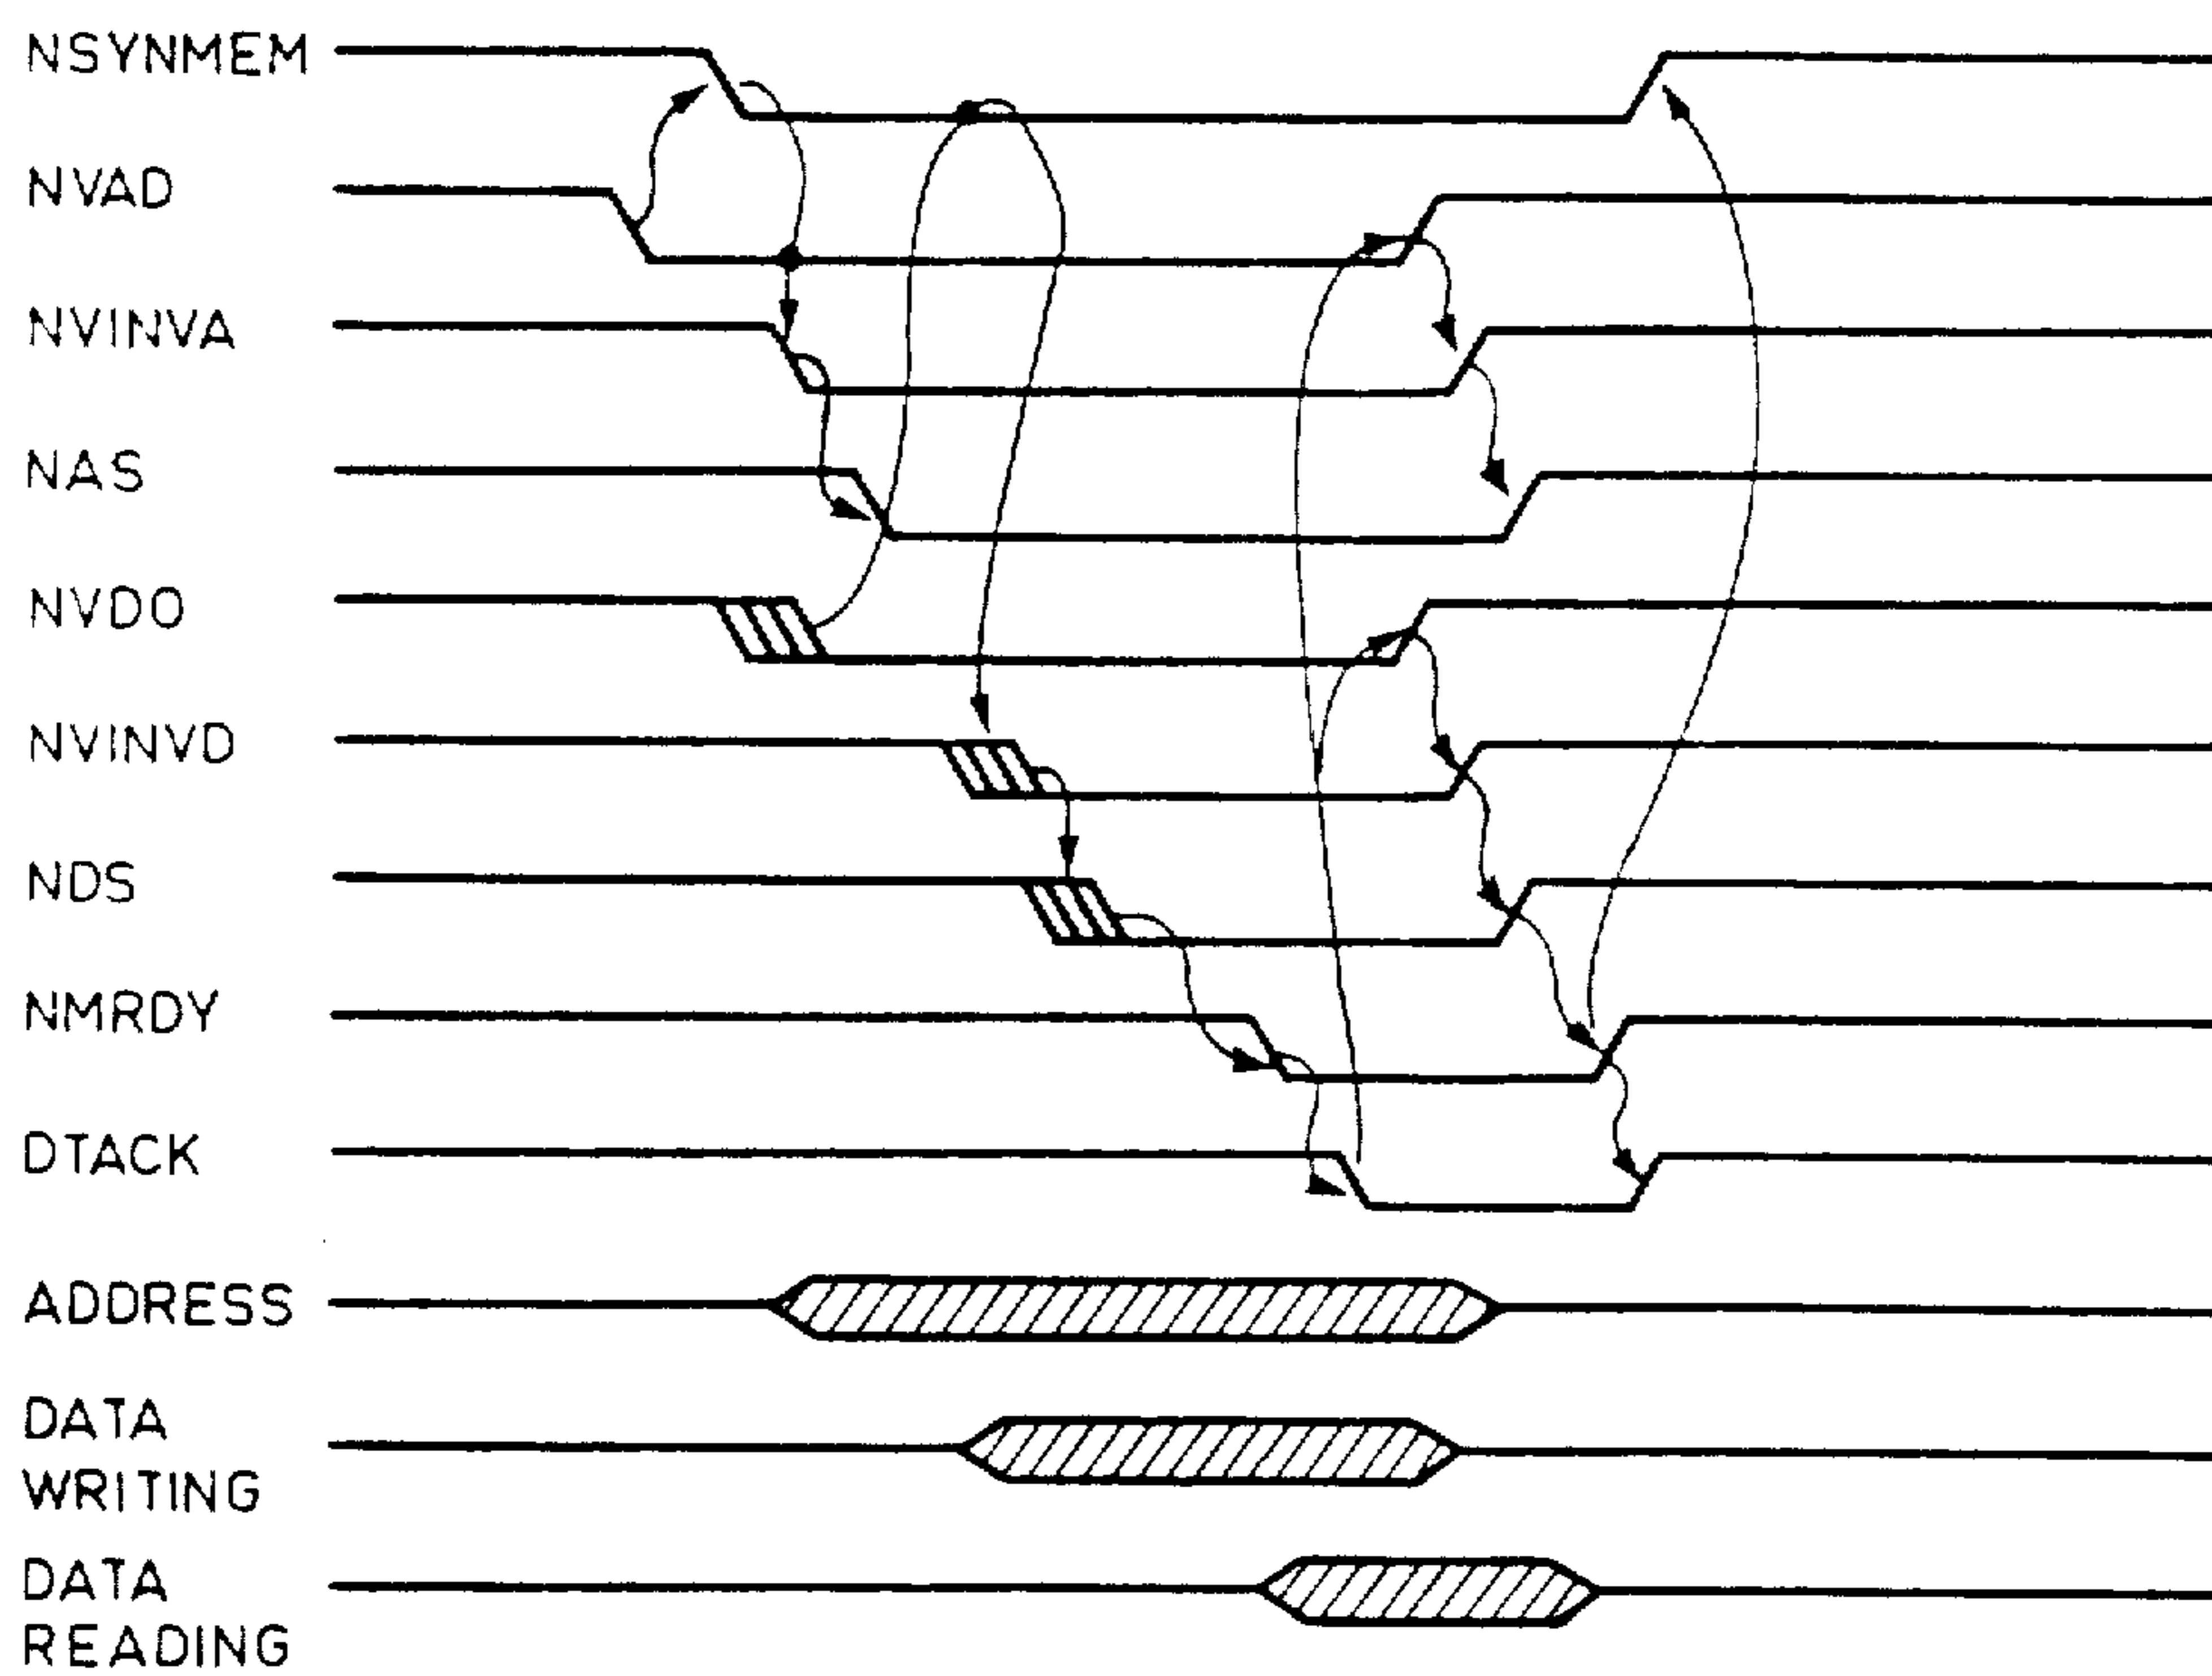 NSYNMEM
NVAD
NVINVA
NAS
NVDO
NVINVD
NDS
NMRDY
DTACK
ADDRESS
DATA
WRITING
DATA
READING